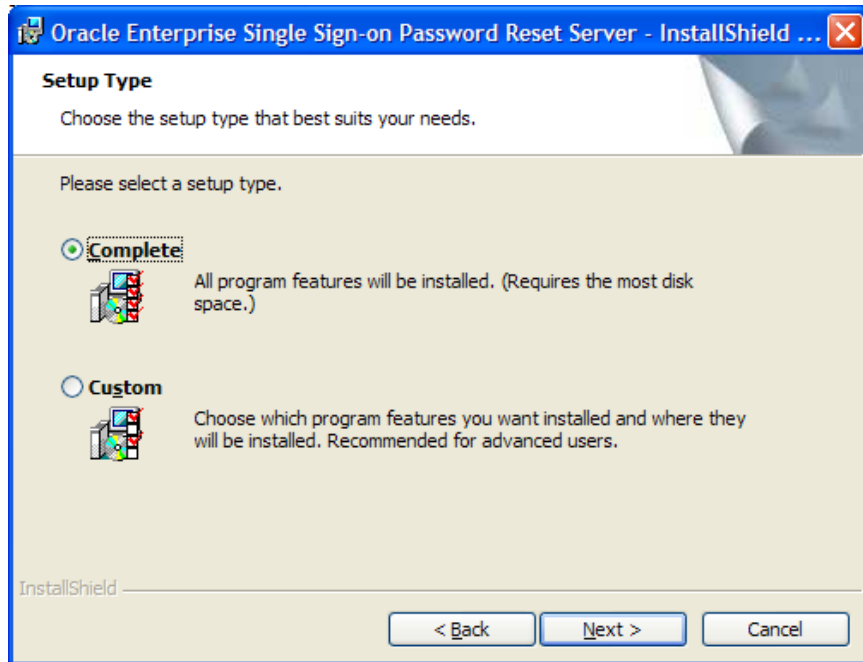 Oracle Enterprise Single Sign-on Password Reset Server - InstallShield ...
Setup Type
Choose the setup type that best suits your needs.
Please select a setup type.
Complete
All program features will be installed. (Requires the most disk
space.)
Custom
Choose which program features you want installed and where they
will be installed. Recommended for advanced users.
InstallShield
< Back
Next >
Cancel